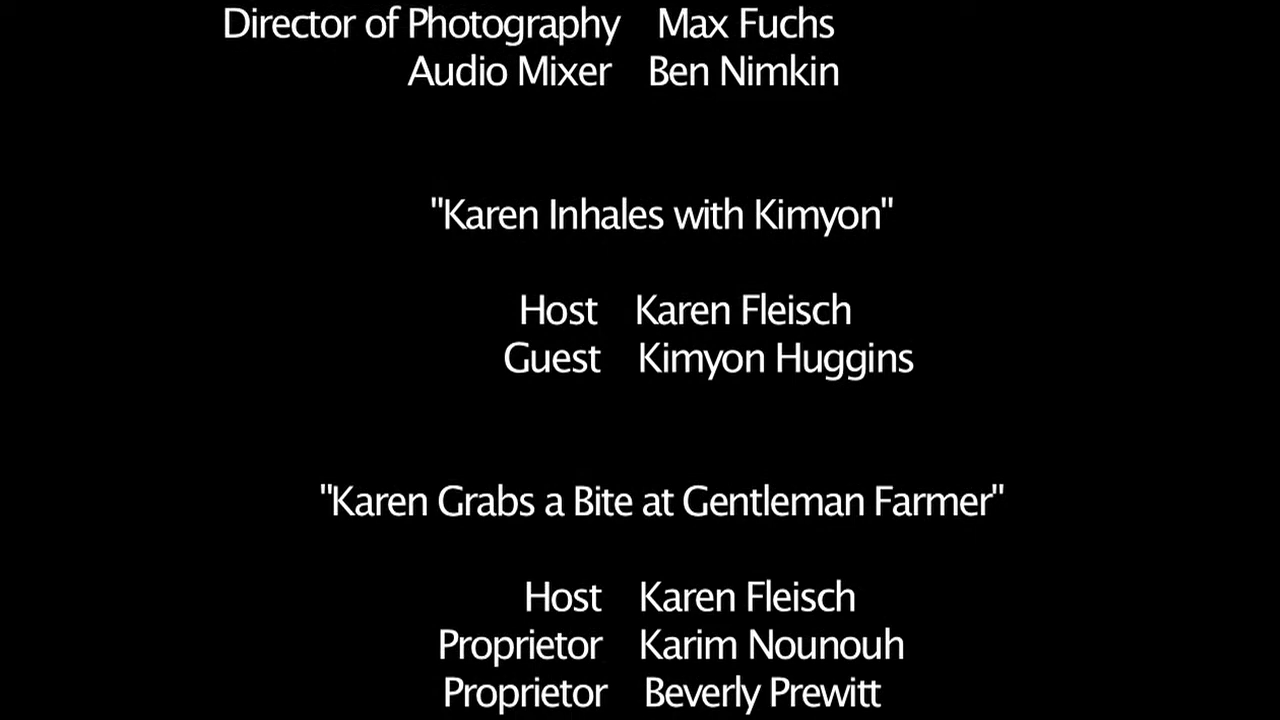 Director of Photography Max Fuchs
Audio Mixer Ben Nimkin
"Karen Inhales with Kimyon"
Host Karen Fleisch
Guest Kimyon Huggins
"Karen Grabs a Bite at Gentleman Farmer"
Host Karen Fleisch
Proprietor Karim Nounouh
Proprietor Beverly Prewitt